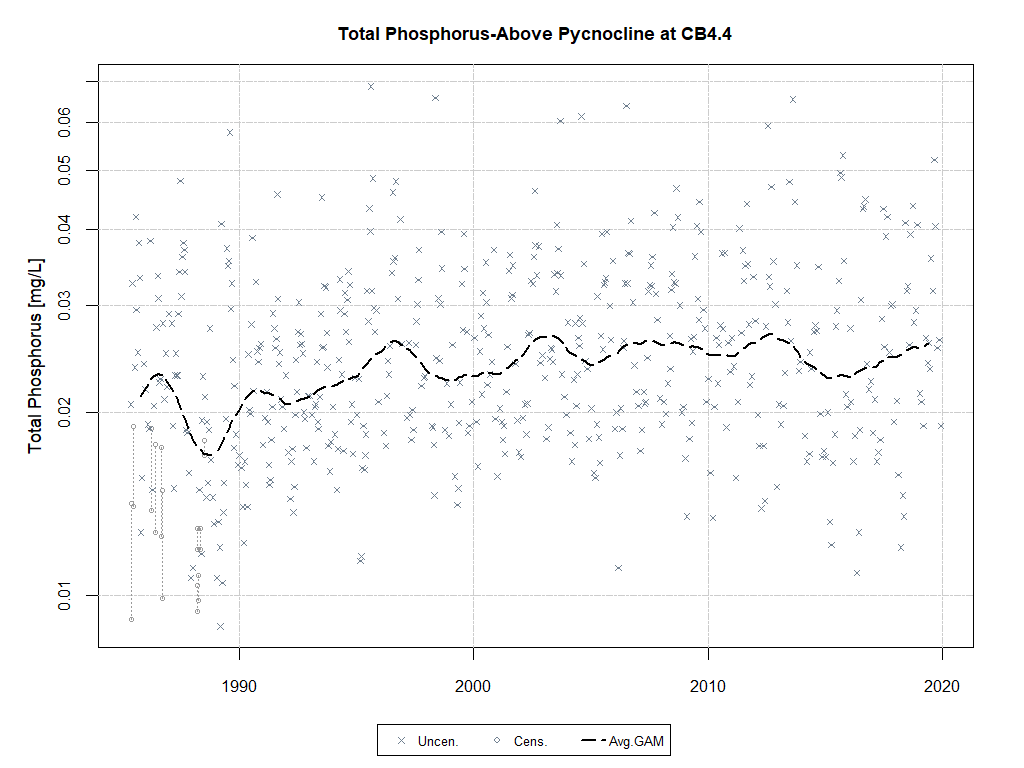 Total Phosphorus-Above Pycnocline at CB4.4
Total Phosphorus [mg/L]
0.06
0.05
0.04
0.03
0.02
0.01
1990 2000 2010 2020
Uncen. Cens. Avg.GAM